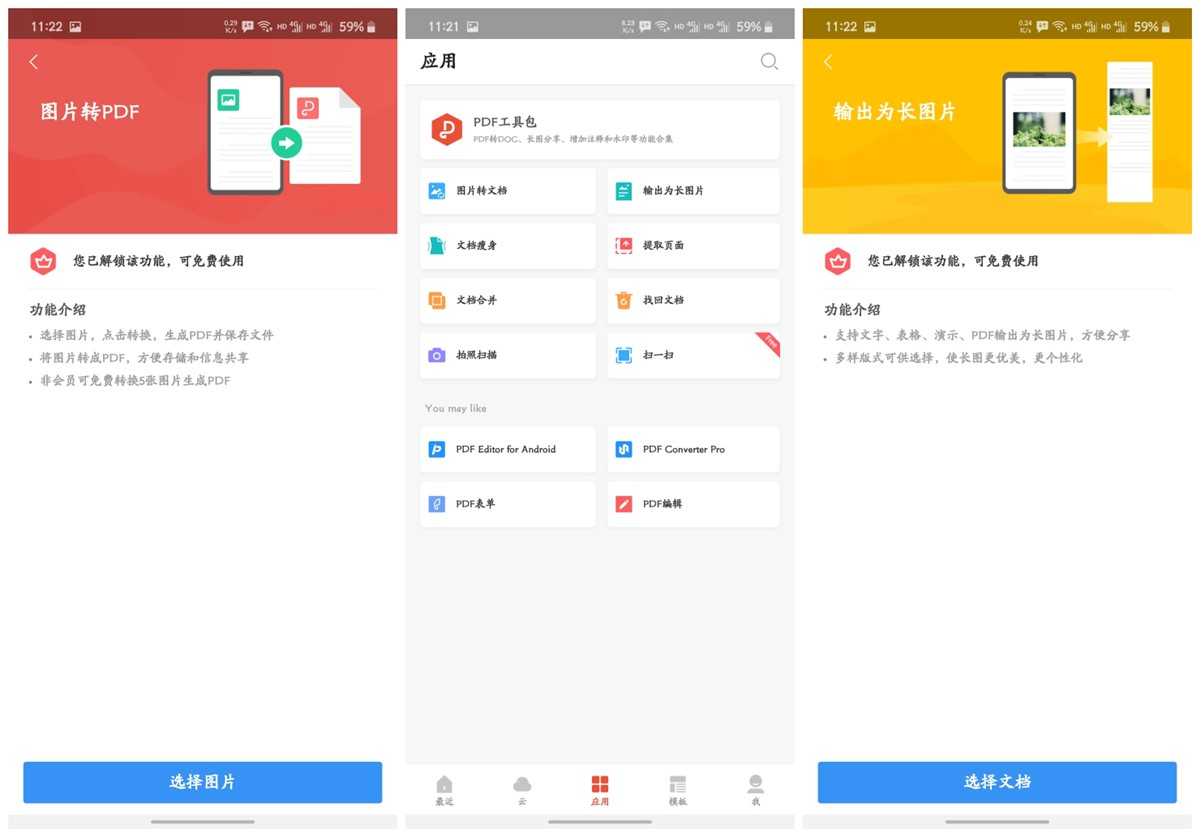 11:22
0.29
K/s
HD 4G HD 4G 59%
图片转PDF
您已解锁该功能，可免费使用
功能介绍
• 选择图片，点击转换，生成PDF并保存文件
• 将图片转成PDF，方便存储和信息共享
• 非会员可免费转换5张图片生成PDF
选择图片
11:21
8.23
K/s
HD 4G HD 4G 59%
应用
PDF工具包
PDF转DOC、长图分享、增加注释和水印等功能合集
图片转文档
输出为长图片
文档瘦身
提取页面
文档合并
找回文档
拍照扫描
扫一扫
Free
You may like
PDF Editor for Android
PDF Converter Pro
PDF表单
PDF编辑
最近
云
应用
模板
我
11:22
0.24
K/s
HD 4G HD 4G 59%
输出为长图片
您已解锁该功能，可免费使用
功能介绍
• 支持文字、表格、演示、PDF输出为长图片，方便分享
• 多样版式可供选择，使长图更优美，更个性化
选择文档